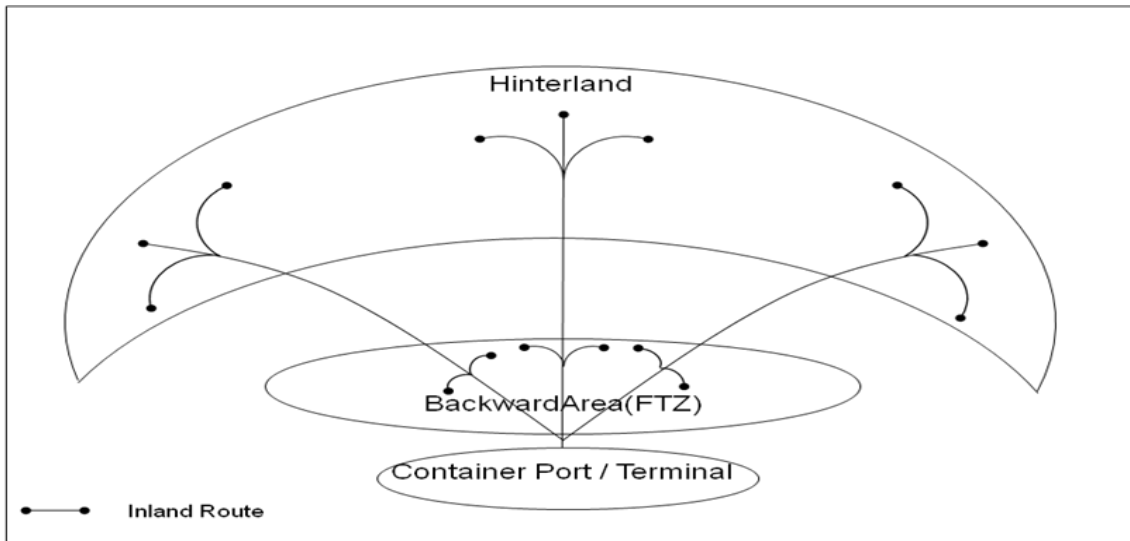 Hinterland
BackwardArea(FTZ)
Container Port / Terminal
Inland Route